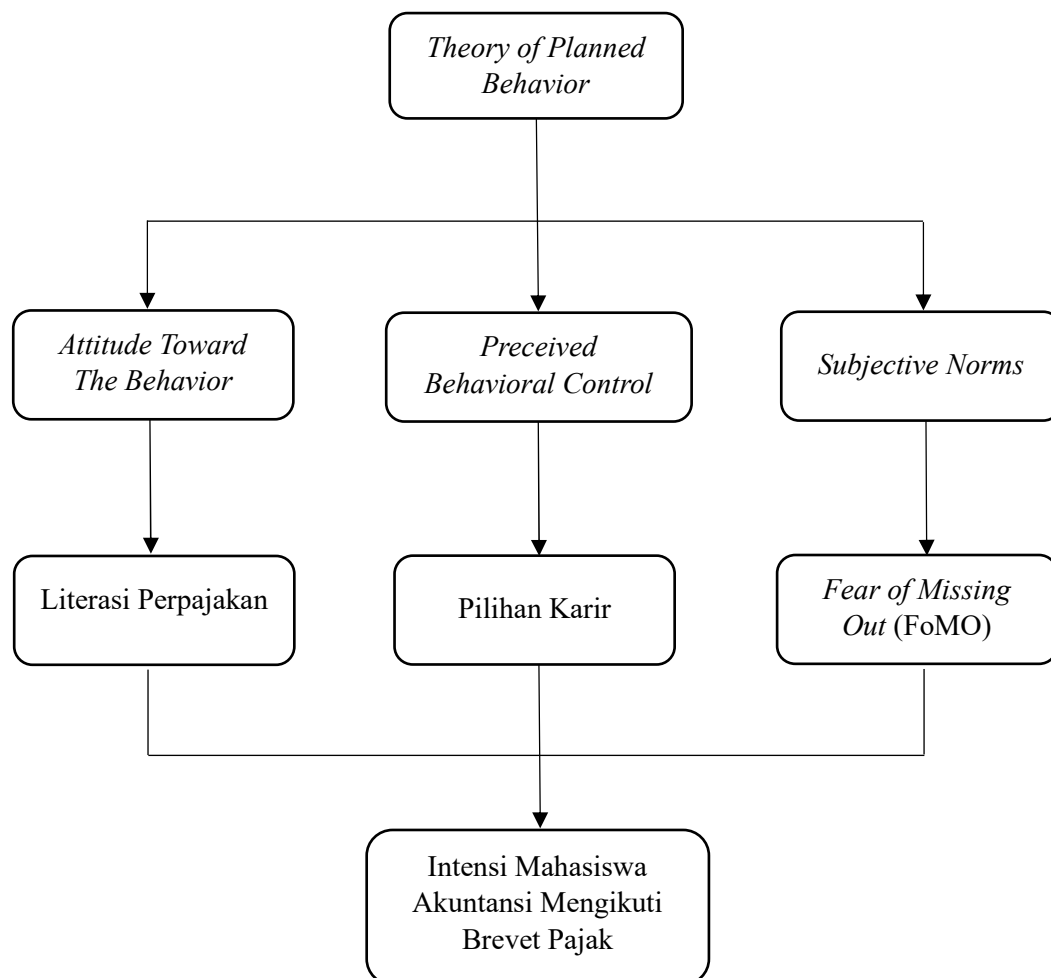 Theory of Planned
Behavior
Attitude Toward
The Behavior
Preceived
Behavioral Control
Subjective Norms
Literasi Perpajakan
Pilihan Karir
Fear of Missing
Out (FoMO)
Intensi Mahasiswa
Akuntansi Mengikuti
Brevet Pajak